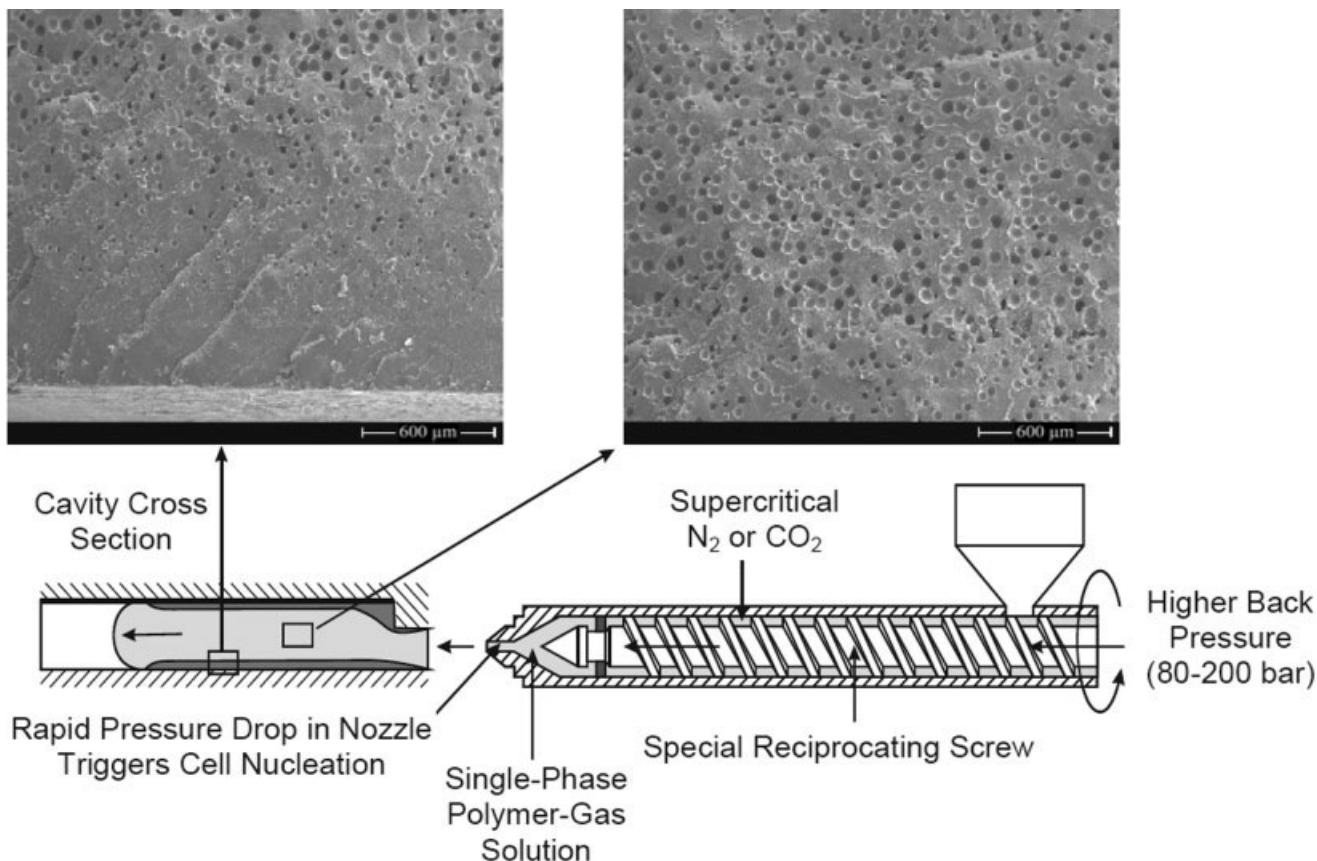 600 µm
600 µm
Cavity Cross
Section
Supercritical
N₂ or CO₂
Higher Back
Pressure
(80-200 bar)
Rapid Pressure Drop in Nozzle
Triggers Cell Nucleation
Special Reciprocating Screw
Single-Phase
Polymer-Gas
Solution